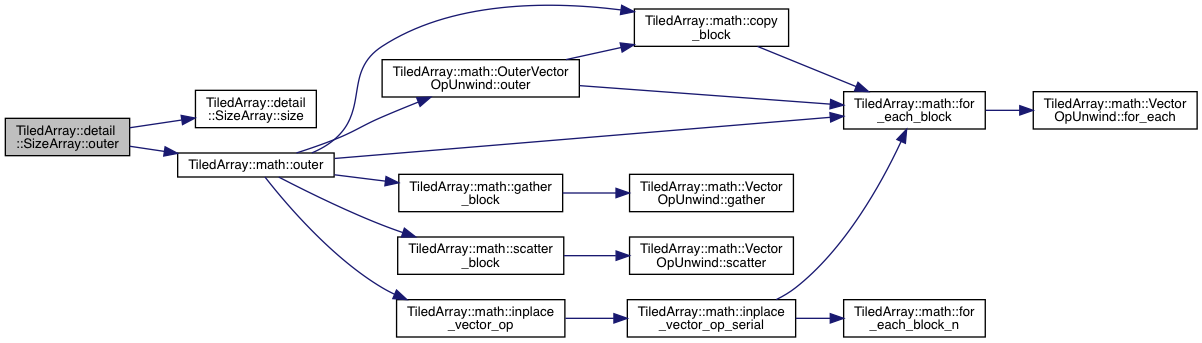 TiledArray::detail
::SizeArray::outer
TiledArray::detail
::SizeArray::size
TiledArray::math::outer
TiledArray::math::OuterVector
OpUnwind::outer
TiledArray::math::copy
_block
TiledArray::math::for
_each_block
TiledArray::math::Vector
OpUnwind::for_each
TiledArray::math::gather
_block
TiledArray::math::Vector
OpUnwind::gather
TiledArray::math::scatter
_block
TiledArray::math::Vector
OpUnwind::scatter
TiledArray::math::inplace
_vector_op
TiledArray::math::inplace
_vector_op_serial
TiledArray::math::for
_each_block_n